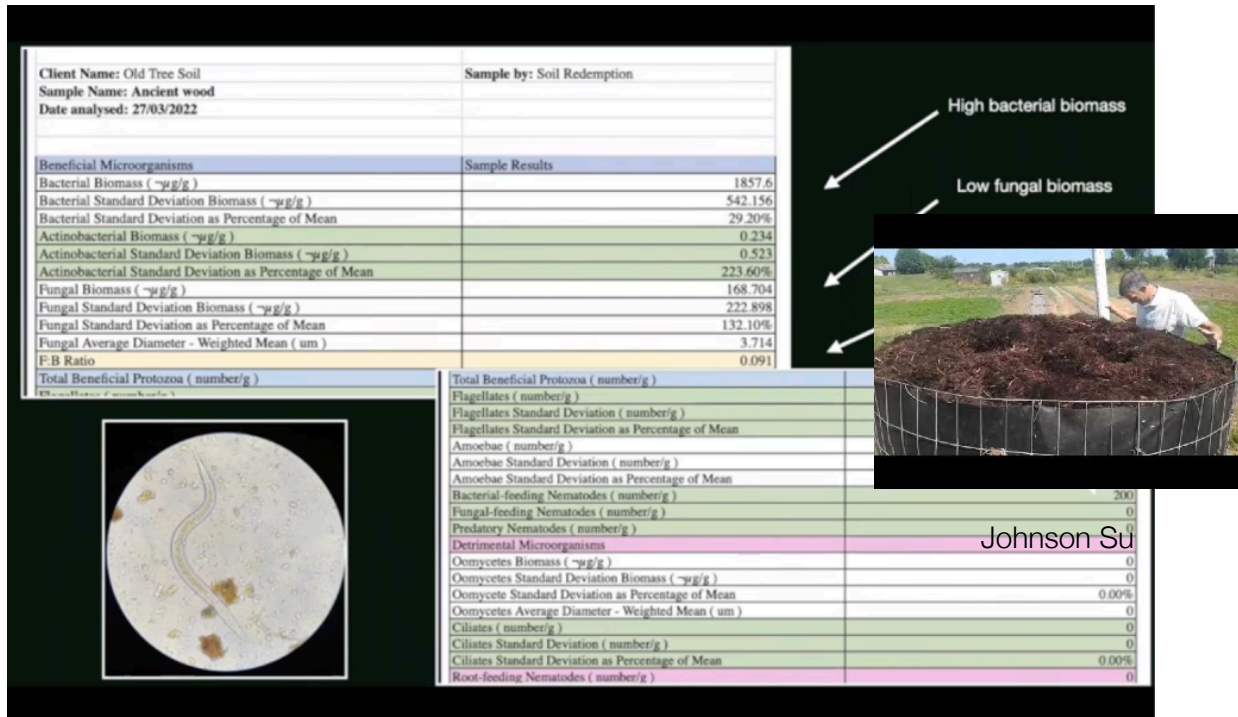 Client Name: Old Tree Soil Sample by: Soil Redemption
Sample Name: Ancient wood
Date analysed: 27/03/2022
Beneficial Microorganisms Sample Results
Bacterial Biomass ( ¬µg/g ) 1857.6
Bacterial Standard Deviation Biomass ( ¬µg/g ) 542.156
Bacterial Standard Deviation as Percentage of Mean 29.20%
Actinobacterial Biomass ( ¬µg/g ) 0.234
Actinobacterial Standard Deviation Biomass ( ¬µg/g ) 0.523
Actinobacterial Standard Deviation as Percentage of Mean 223.60%
Fungal Biomass ( ¬µg/g ) 168.704
Fungal Standard Deviation Biomass ( ¬µg/g ) 222.898
Fungal Standard Deviation as Percentage of Mean 132.10%
Fungal Average Diameter - Weighted Mean ( um ) 3.714
F:B Ratio 0.091
Total Beneficial Protozoa ( number/g )
High bacterial biomass
Low fungal biomass
Total Beneficial Protozoa ( number/g )
Flagellates ( number/g )
Flagellates Standard Deviation ( number/g )
Flagellates Standard Deviation as Percentage of Mean
Amoebae ( number/g )
Amoebae Standard Deviation ( number/g )
Amoebae Standard Deviation as Percentage of Mean
Bacterial-feeding Nematodes ( number/g ) 200
Fungal-feeding Nematodes ( number/g ) 0
Predatory Nematodes ( number/g ) 0
Detrimental Microorganisms
Johnson Su
Oomycetes Biomass ( ¬µg/g ) 0
Oomycetes Standard Deviation Biomass ( ¬µg/g ) 0
Oomycete Standard Deviation as Percentage of Mean 0.00%
Oomycetes Average Diameter - Weighted Mean ( um ) 0
Ciliates ( number/g ) 0
Ciliates Standard Deviation ( number/g ) 0
Ciliates Standard Deviation as Percentage of Mean 0.00%
Root-feeding Nematodes ( number/g ) 0